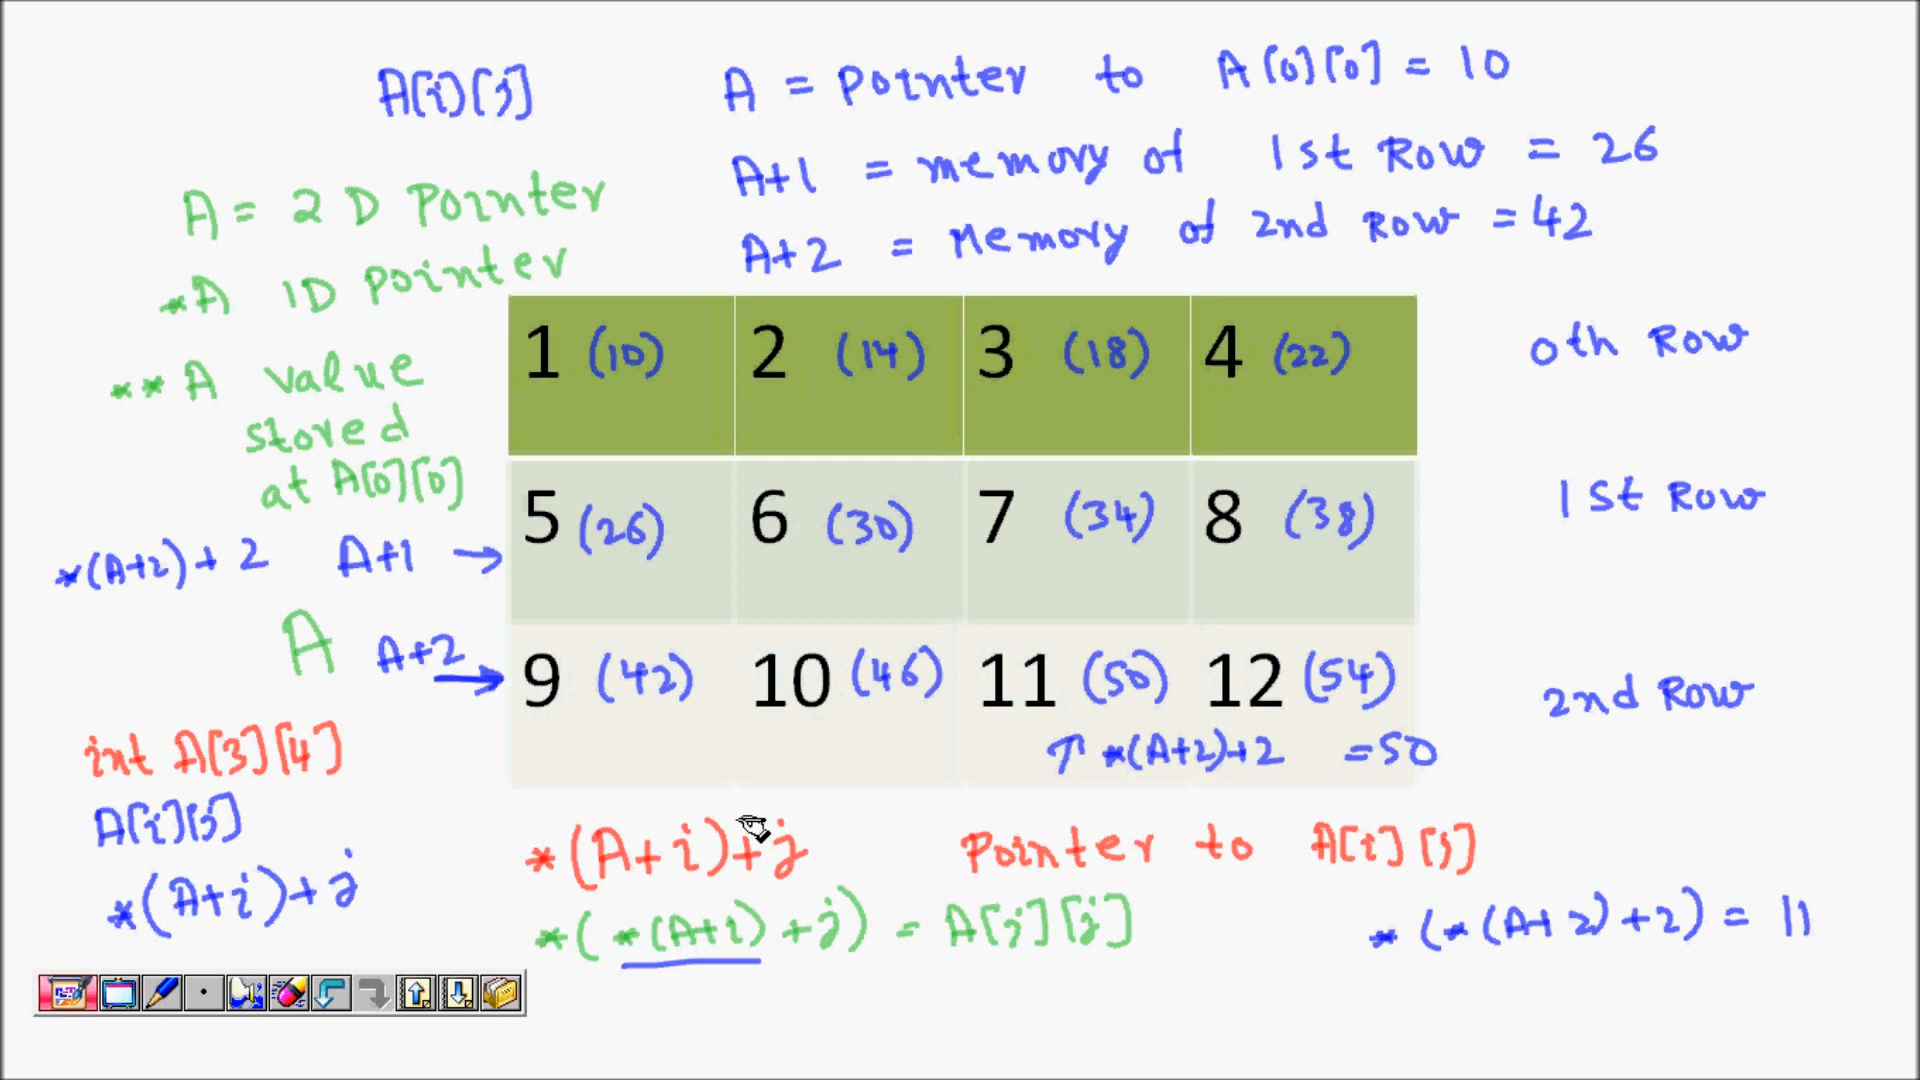 A[i][j]
A = Pointer to A[0][0] = 10
A+1 = memory of 1st Row = 26
A+2 = Memory of 2nd Row = 42
A = 2D Pointer
*A 1D Pointer
**A value
stored
at A[0][0]
1 (10) 2 (14) 3 (18) 4 (22) 0th Row
5 (26) 6 (30) 7 (34) 8 (38) 1st Row
*(A+2)+2 A+1 →
A A+2 →
9 (42) 10 (46) 11 (50) 12 (54) 2nd Row
↑ *(A+2)+2 = 50
int A[3][4]
A[i][j]
*(A+i)+j
*(A+i)+j Pointer to A[i][j]
*(*(A+i)+j) = A[j][j]
*(*(A+2)+2) = 11